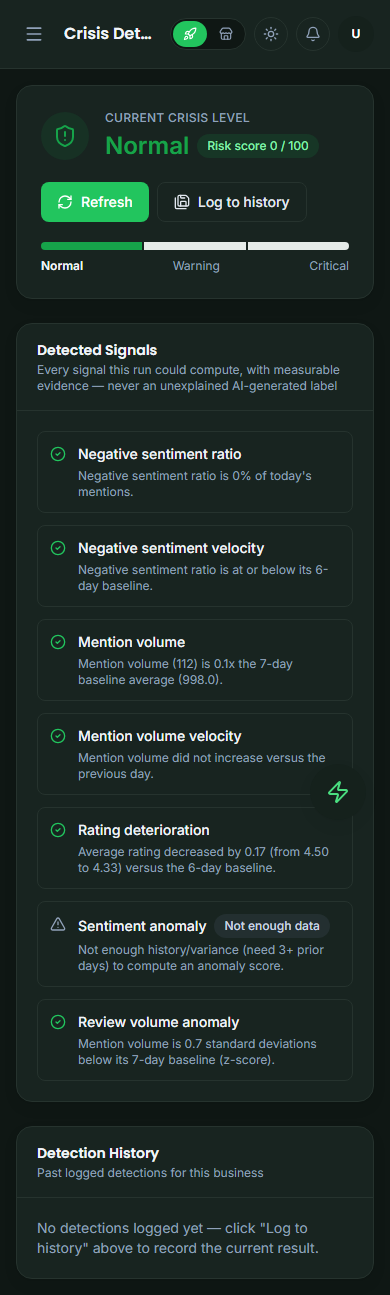 Crisis Det...
U
CURRENT CRISIS LEVEL
Normal Risk score 0 / 100
Refresh Log to history
Normal Warning Critical
Detected Signals
Every signal this run could compute, with measurable
evidence — never an unexplained AI-generated label
Negative sentiment ratio
Negative sentiment ratio is 0% of today's
mentions.
Negative sentiment velocity
Negative sentiment ratio is at or below its 6-
day baseline.
Mention volume
Mention volume (112) is 0.1x the 7-day
baseline average (998.0).
Mention volume velocity
Mention volume did not increase versus the
previous day.
Rating deterioration
Average rating decreased by 0.17 (from 4.50
to 4.33) versus the 6-day baseline.
Sentiment anomaly Not enough data
Not enough history/variance (need 3+ prior
days) to compute an anomaly score.
Review volume anomaly
Mention volume is 0.7 standard deviations
below its 7-day baseline (z-score).
Detection History
Past logged detections for this business
No detections logged yet — click "Log to
history" above to record the current result.